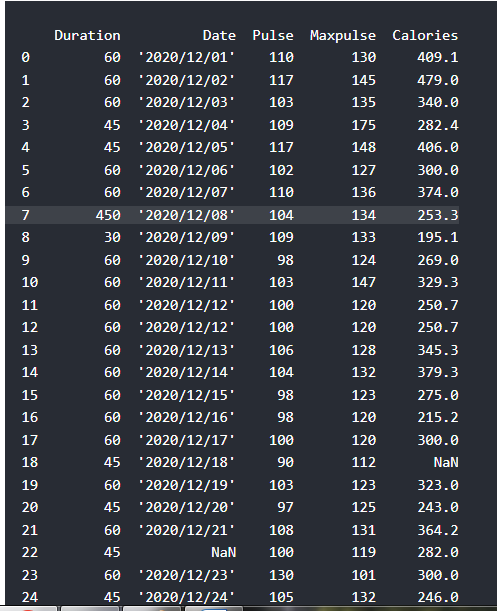 Duration Date Pulse Maxpulse Calories
0 60 '2020/12/01' 110 130 409.1
1 60 '2020/12/02' 117 145 479.0
2 60 '2020/12/03' 103 135 340.0
3 45 '2020/12/04' 109 175 282.4
4 45 '2020/12/05' 117 148 406.0
5 60 '2020/12/06' 102 127 300.0
6 60 '2020/12/07' 110 136 374.0
7 450 '2020/12/08' 104 134 253.3
8 30 '2020/12/09' 109 133 195.1
9 60 '2020/12/10' 98 124 269.0
10 60 '2020/12/11' 103 147 329.3
11 60 '2020/12/12' 100 120 250.7
12 60 '2020/12/12' 100 120 250.7
13 60 '2020/12/13' 106 128 345.3
14 60 '2020/12/14' 104 132 379.3
15 60 '2020/12/15' 98 123 275.0
16 60 '2020/12/16' 98 120 215.2
17 60 '2020/12/17' 100 120 300.0
18 45 '2020/12/18' 90 112 NaN
19 60 '2020/12/19' 103 123 323.0
20 45 '2020/12/20' 97 125 243.0
21 60 '2020/12/21' 108 131 364.2
22 45 NaN 100 119 282.0
23 60 '2020/12/23' 130 101 300.0
24 45 '2020/12/24' 105 132 246.0